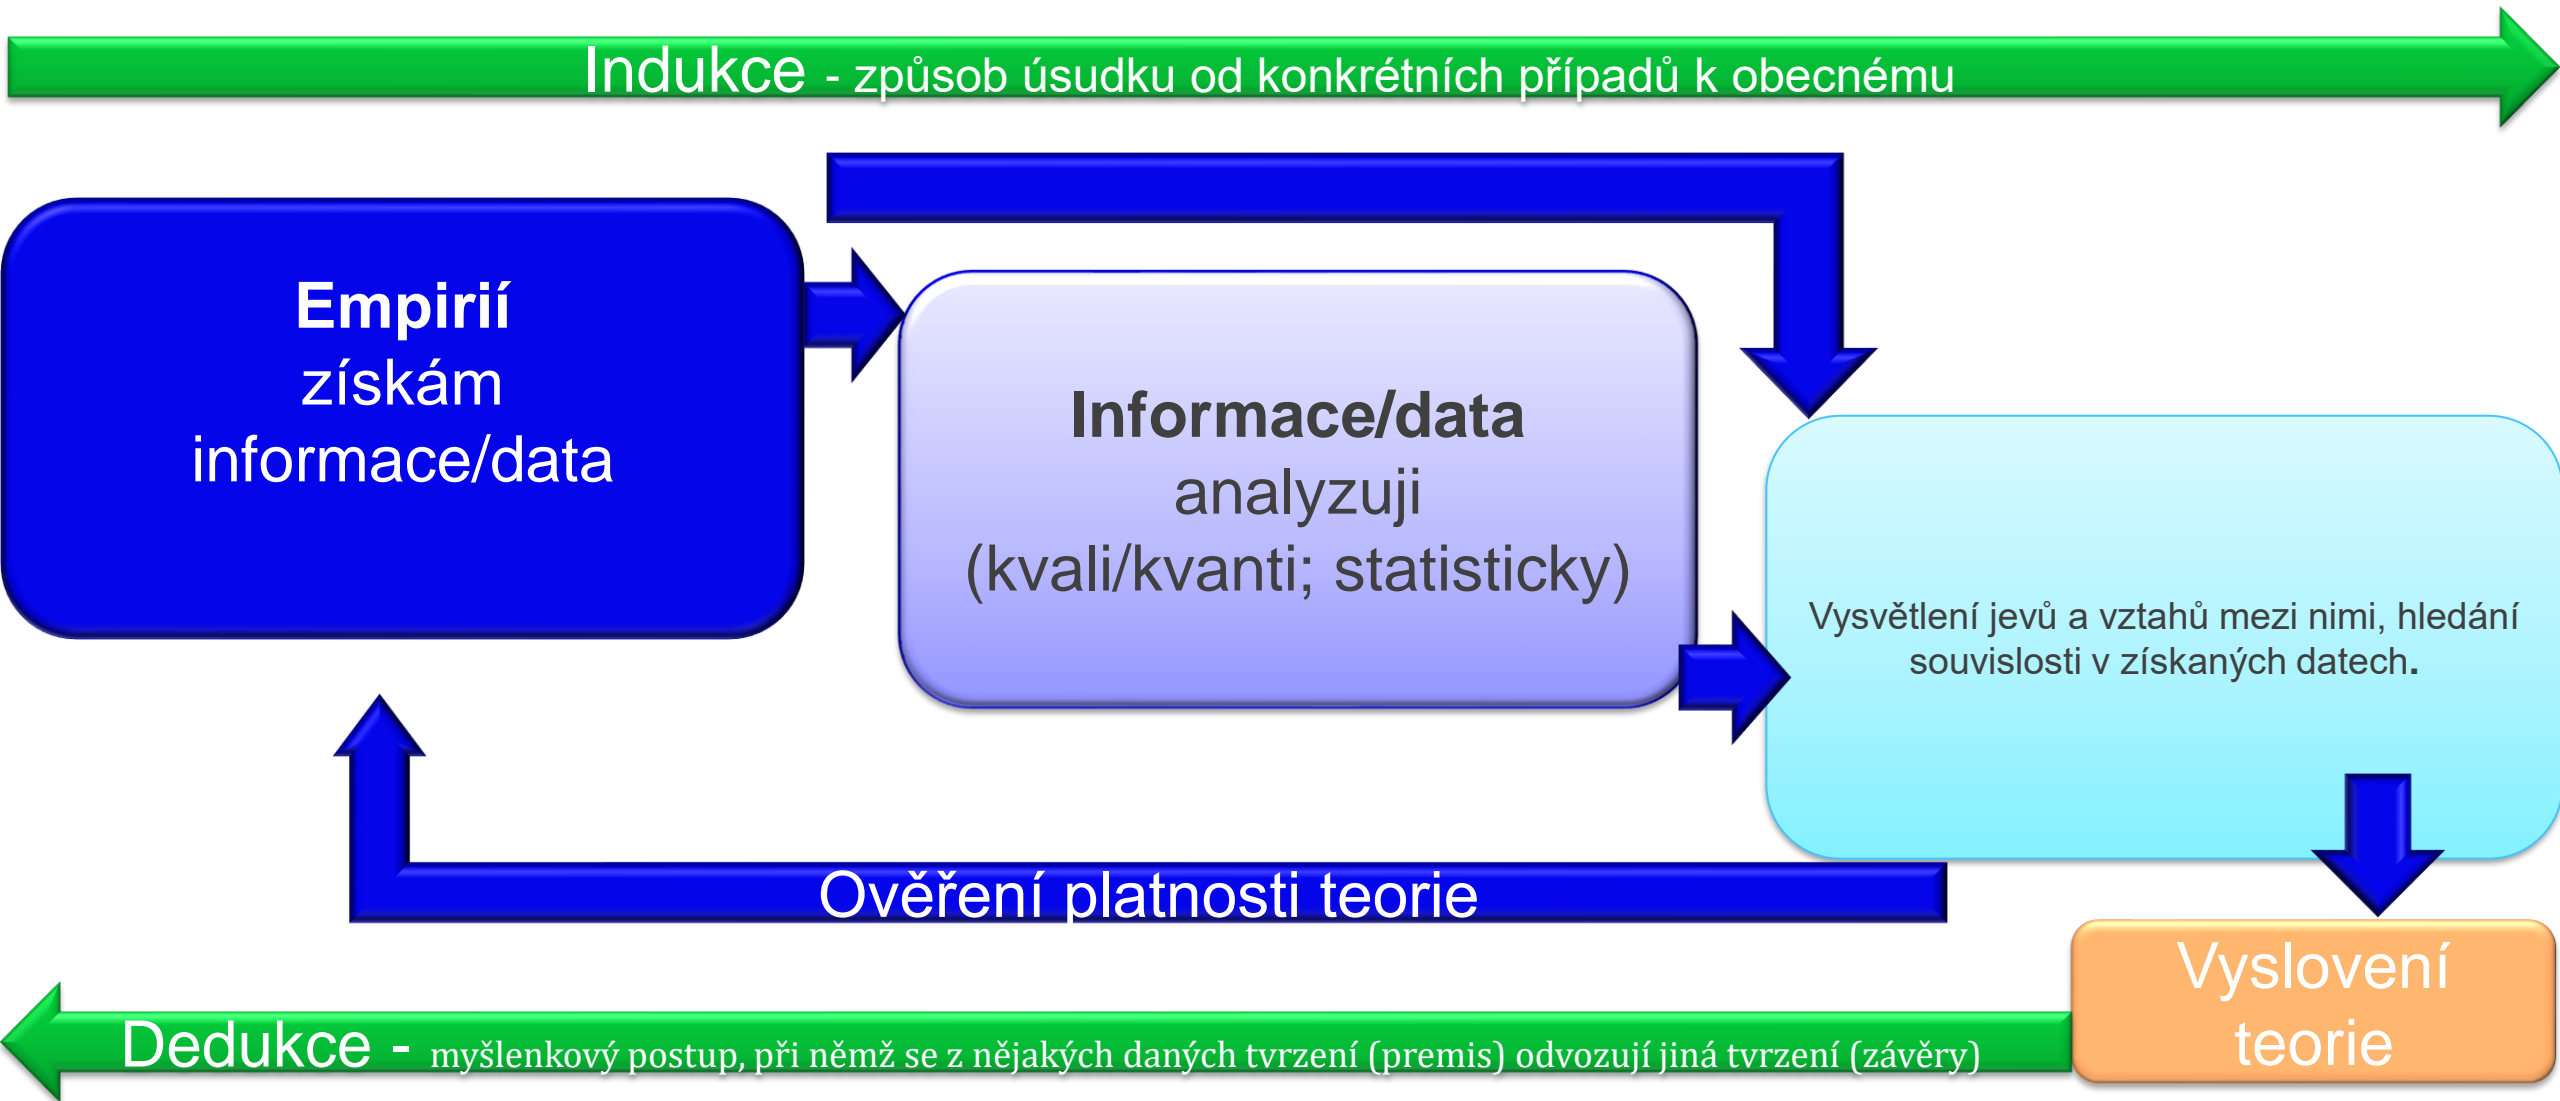 Indukce - způsob úsudku od konkrétních případů k obecnému
Empirií
získám
informace/data
Informace/data
analyzuji
(kvali/kvanti; statisticky)
Vysvětlení jevů a vztahů mezi nimi, hledání
souvislosti v získaných datech.
Ověření platnosti teorie
Vyslovení
teorie
Dedukce - myšlenkový postup, při němž se z nějakých daných tvrzení (premis) odvozují jiná tvrzení (závěry)